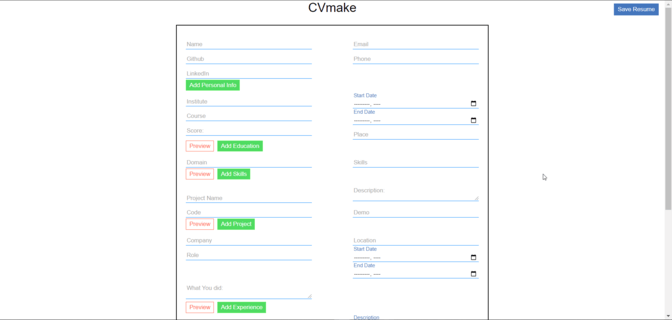 CVmake
Save Resume
Name
Email
Github
Phone
LinkedIn
Add Personal Info
Start Date
Institute
--------- , ----
End Date
Course
--------- , ----
Score
Place
Preview Add Education
Domain
Skills
Preview Add Skills
Description
Project Name
Code
Demo
Preview Add Project
Company
Location
Start Date
Role
--------- , ----
End Date
--------- , ----
What You did:
Preview Add Experience
Description